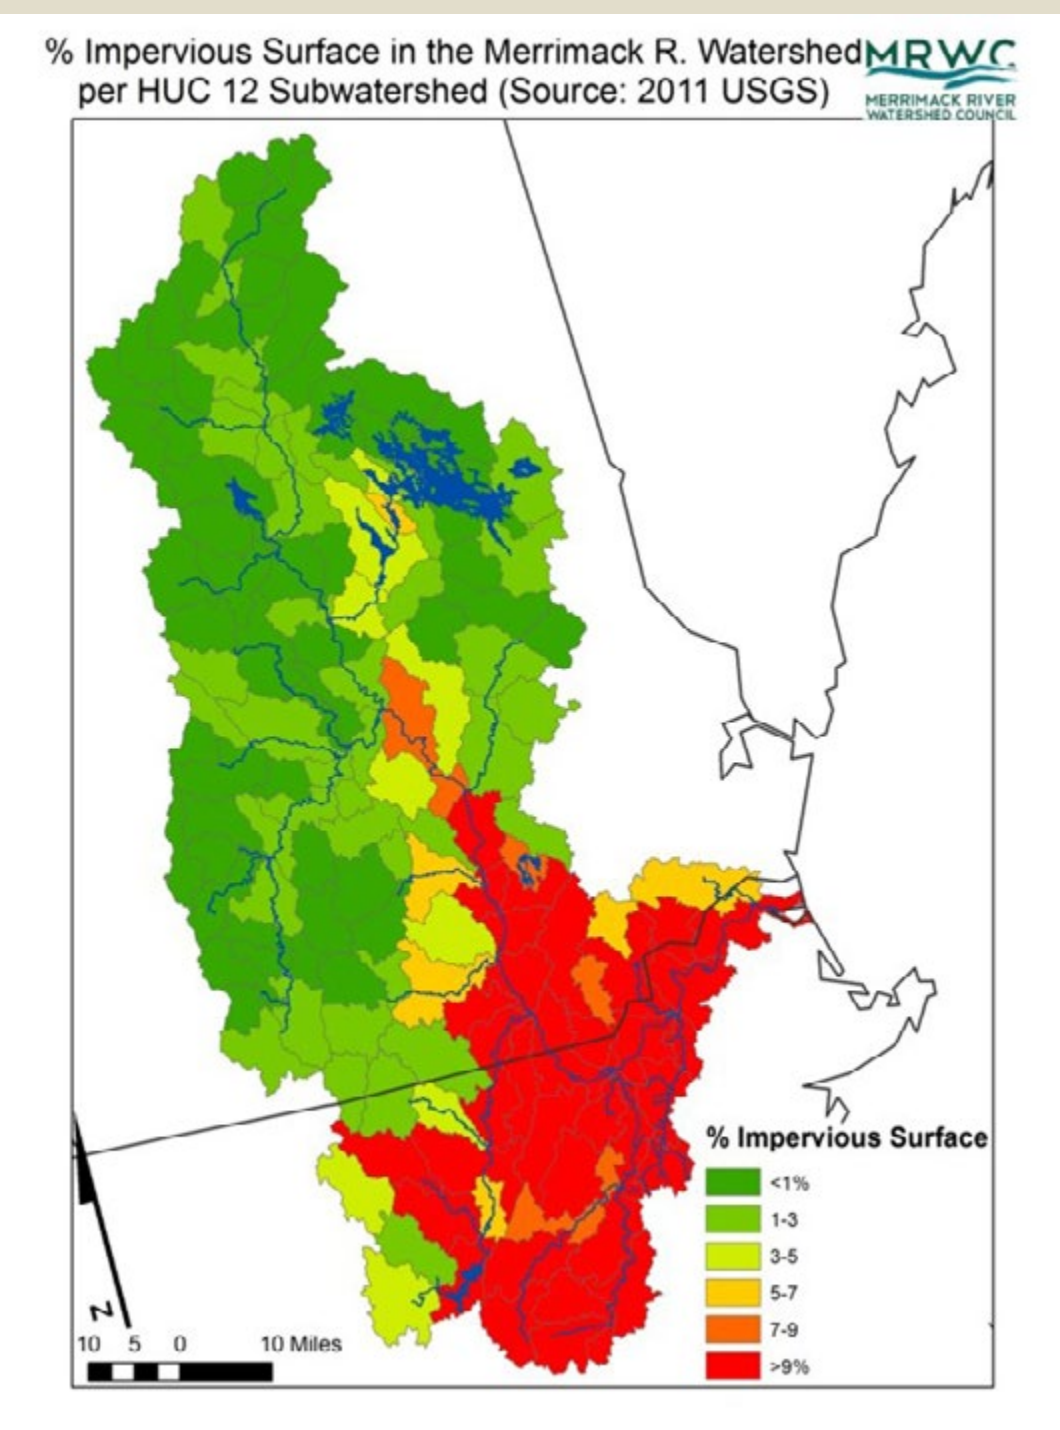 % Impervious Surface in the Merrimack R. Watershed
per HUC 12 Subwatershed (Source: 2011 USGS)
MRWC
MERRIMACK RIVER
WATERSHED COUNCIL
% Impervious Surface
<1%
1-3
3-5
5-7
7-9
>9%
N
10 5 0 10 Miles